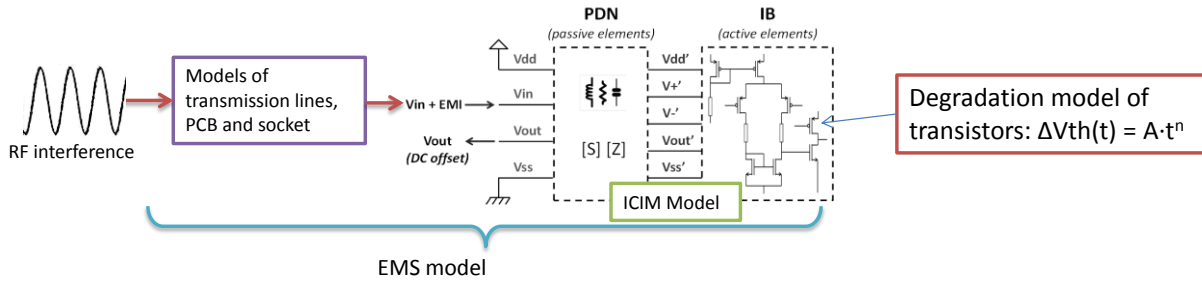 RF interference
Models of
transmission lines,
PCB and socket
Vin + EMI
Vout
(DC offset)
Vdd
Vin
Vout
Vss
PDN
(passive elements)
[S] [Z]
Vdd'
V+'
V-'
Vout'
Vss'
ICIM Model
IB
(active elements)
Degradation model of
transistors: ΔVth(t) = A·tⁿ
EMS model